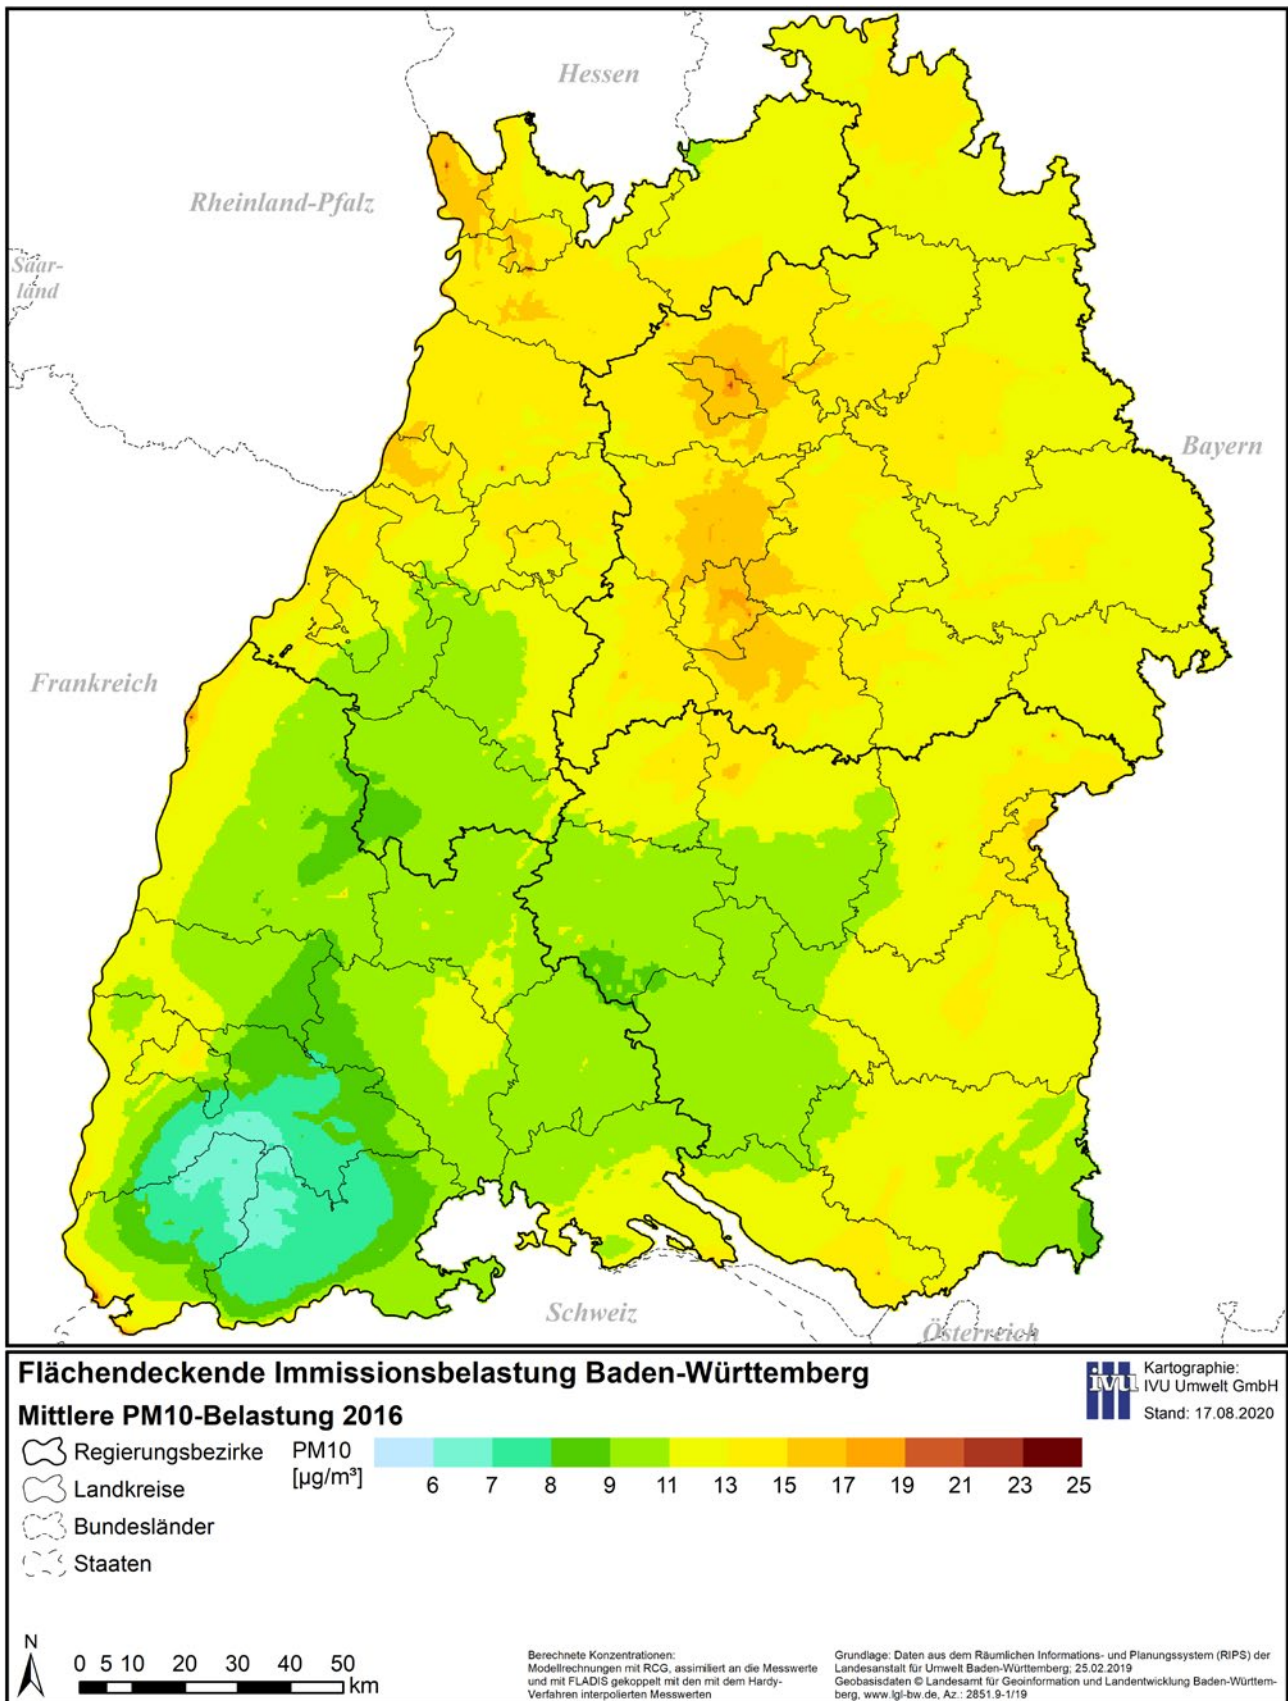 Hessen
Rheinland-Pfalz
Saar-
land
Bayern
Frankreich
Schweiz
Österreich
Flächendeckende Immissionsbelastung Baden-Württemberg
Mittlere PM10-Belastung 2016
ivu
Kartographie:
IVU Umwelt GmbH
Stand: 17.08.2020
Regierungsbezirke
Landkreise
Bundesländer
Staaten
PM10
[µg/m³]
6 7 8 9 11 13 15 17 19 21 23 25
N
0 5 10 20 30 40 50
km
Berechnete Konzentrationen:
Modellrechnungen mit RCG, assimiliert an die Messwerte
und mit FLADIS gekoppelt mit den mit dem Hardy-
Verfahren interpolierten Messwerten
Grundlage: Daten aus dem Räumlichen Informations- und Planungssystem (RIPS) der
Landesanstalt für Umwelt Baden-Württemberg; 25.02.2019
Geobasisdaten © Landesamt für Geoinformation und Landentwicklung Baden-Württem-
berg, www.lgl-bw.de, Az.: 2851.9-1/19